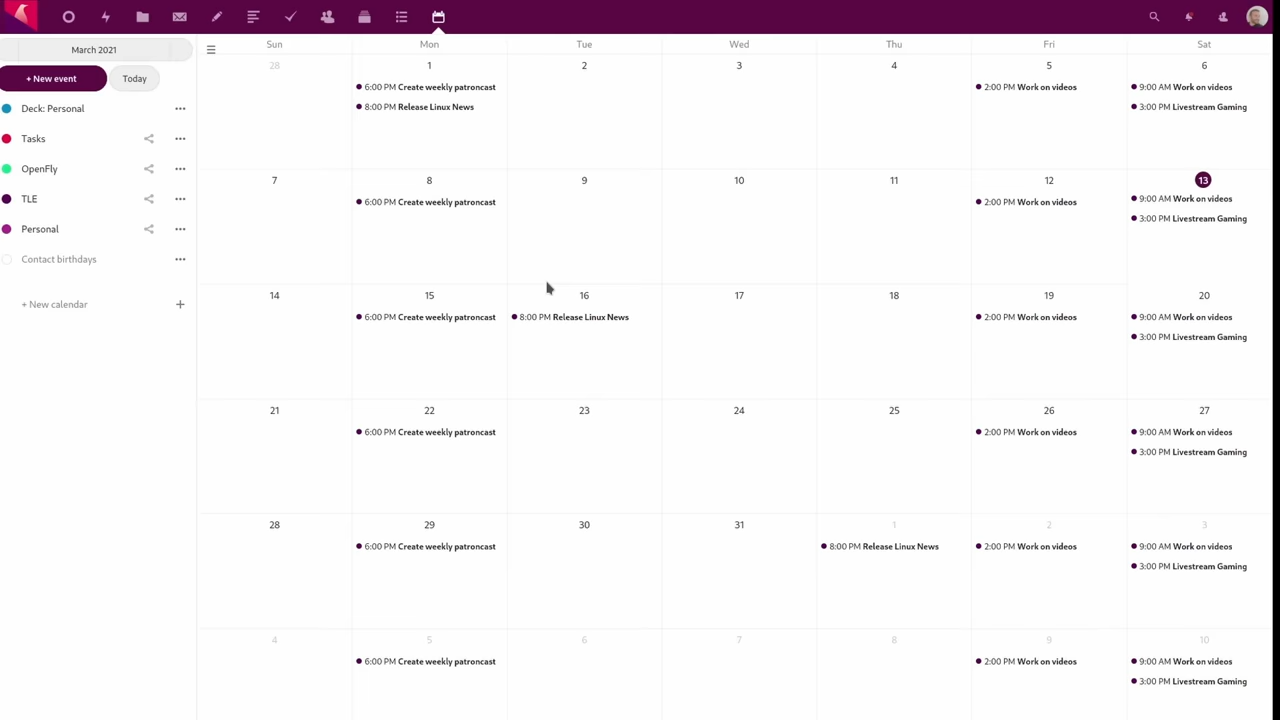 March 2021
+ New event
Today
Deck: Personal
Tasks
OpenFly
TLE
Personal
Contact birthdays
+ New calendar
Sun Mon Tue Wed Thu Fri Sat
28 1 2 3 4 5 6
6:00 PM Create weekly patroncast 2:00 PM Work on videos 9:00 AM Work on videos
8:00 PM Release Linux News 3:00 PM Livestream Gaming
7 8 9 10 11 12 13
6:00 PM Create weekly patroncast 2:00 PM Work on videos 9:00 AM Work on videos
3:00 PM Livestream Gaming
14 15 16 17 18 19 20
6:00 PM Create weekly patroncast 8:00 PM Release Linux News 2:00 PM Work on videos 9:00 AM Work on videos
3:00 PM Livestream Gaming
21 22 23 24 25 26 27
6:00 PM Create weekly patroncast 2:00 PM Work on videos 9:00 AM Work on videos
3:00 PM Livestream Gaming
28 29 30 31 1 2 3
6:00 PM Create weekly patroncast 8:00 PM Release Linux News 2:00 PM Work on videos 9:00 AM Work on videos
3:00 PM Livestream Gaming
4 5 6 7 8 9 10
6:00 PM Create weekly patroncast 2:00 PM Work on videos 9:00 AM Work on videos
3:00 PM Livestream Gaming